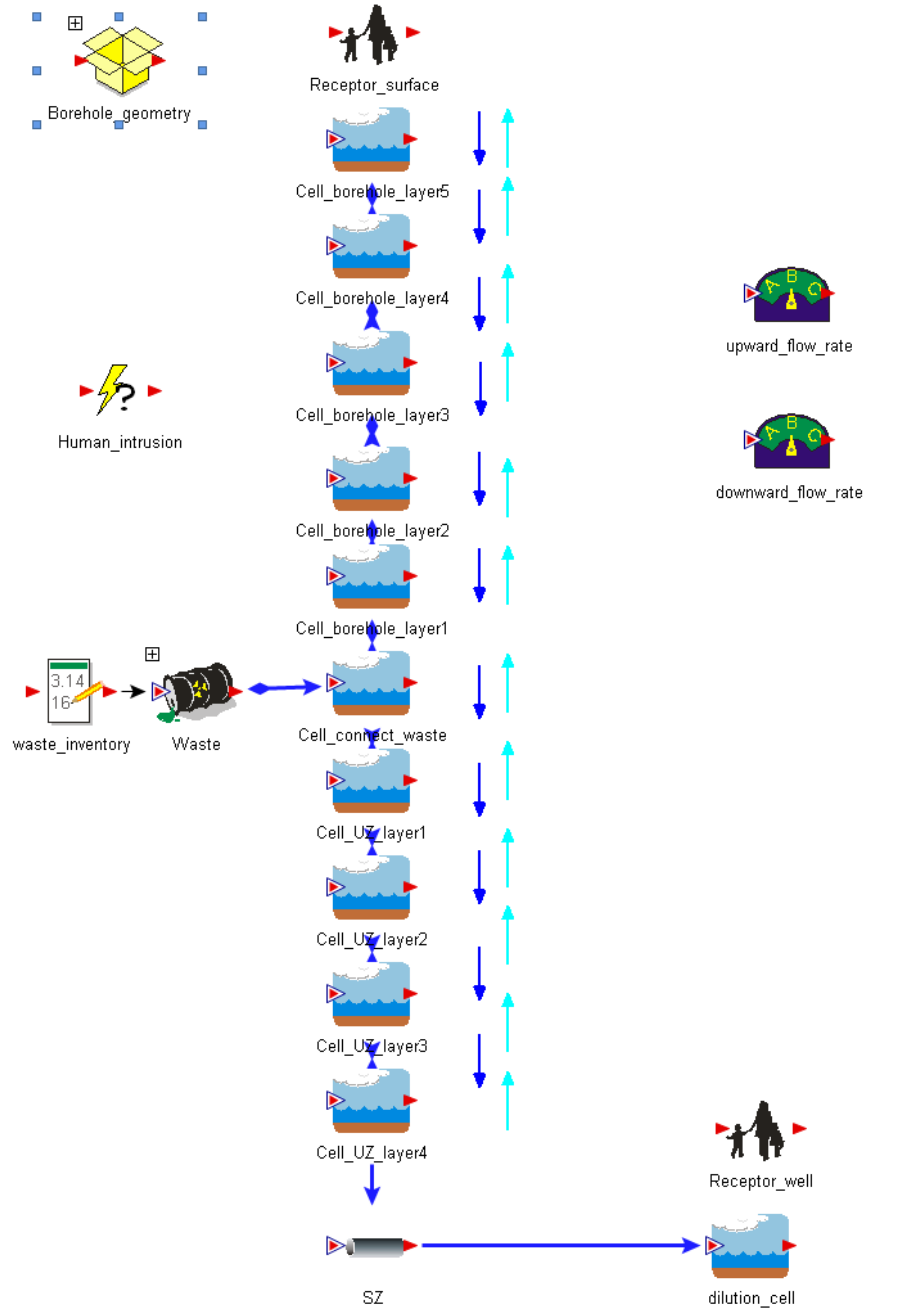 Receptor_surface
Borehole_geometry
Cell_borehole_layer5
Cell_borehole_layer4
A B C
upward_flow_rate
Cell_borehole_layer3
Human_intrusion
A B C
downward_flow_rate
Cell_borehole_layer2
Cell_borehole_layer1
3.14
16
waste_inventory
Waste
Cell_connect_waste
Cell_UZ_layer1
Cell_UZ_layer2
Cell_UZ_layer3
Cell_UZ_layer4
Receptor_well
SZ
dilution_cell